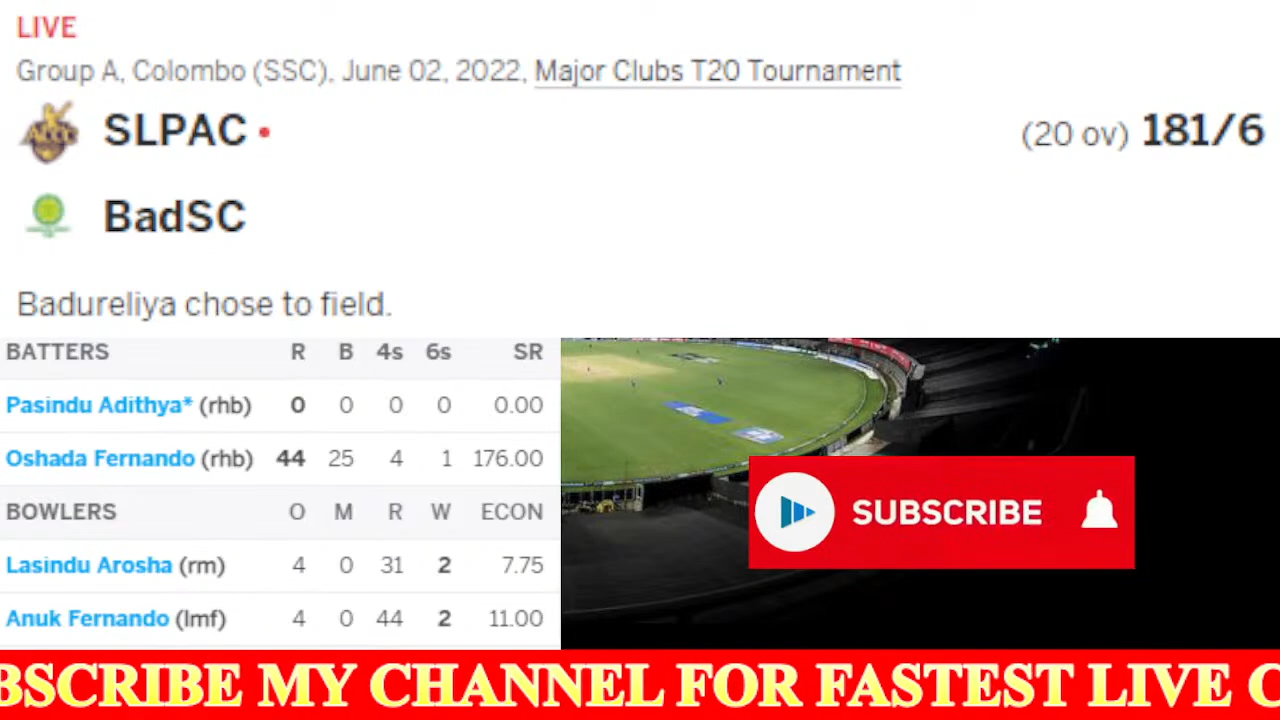 LIVE
Group A, Colombo (SSC), June 02, 2022, Major Clubs T20 Tournament
SLPAC (20 ov) 181/6
BadSC
Badureliya chose to field.
BATTERS R B 4s 6s SR
Pasindu Adithya* (rhb) 0 0 0 0 0.00
Oshada Fernando (rhb) 44 25 4 1 176.00
BOWLERS O M R W ECON
Lasindu Arosha (rm) 4 0 31 2 7.75
Anuk Fernando (lmf) 4 0 44 2 11.00
SUBSCRIBE
BSCRIBE MY CHANNEL FOR FASTEST LIVE C